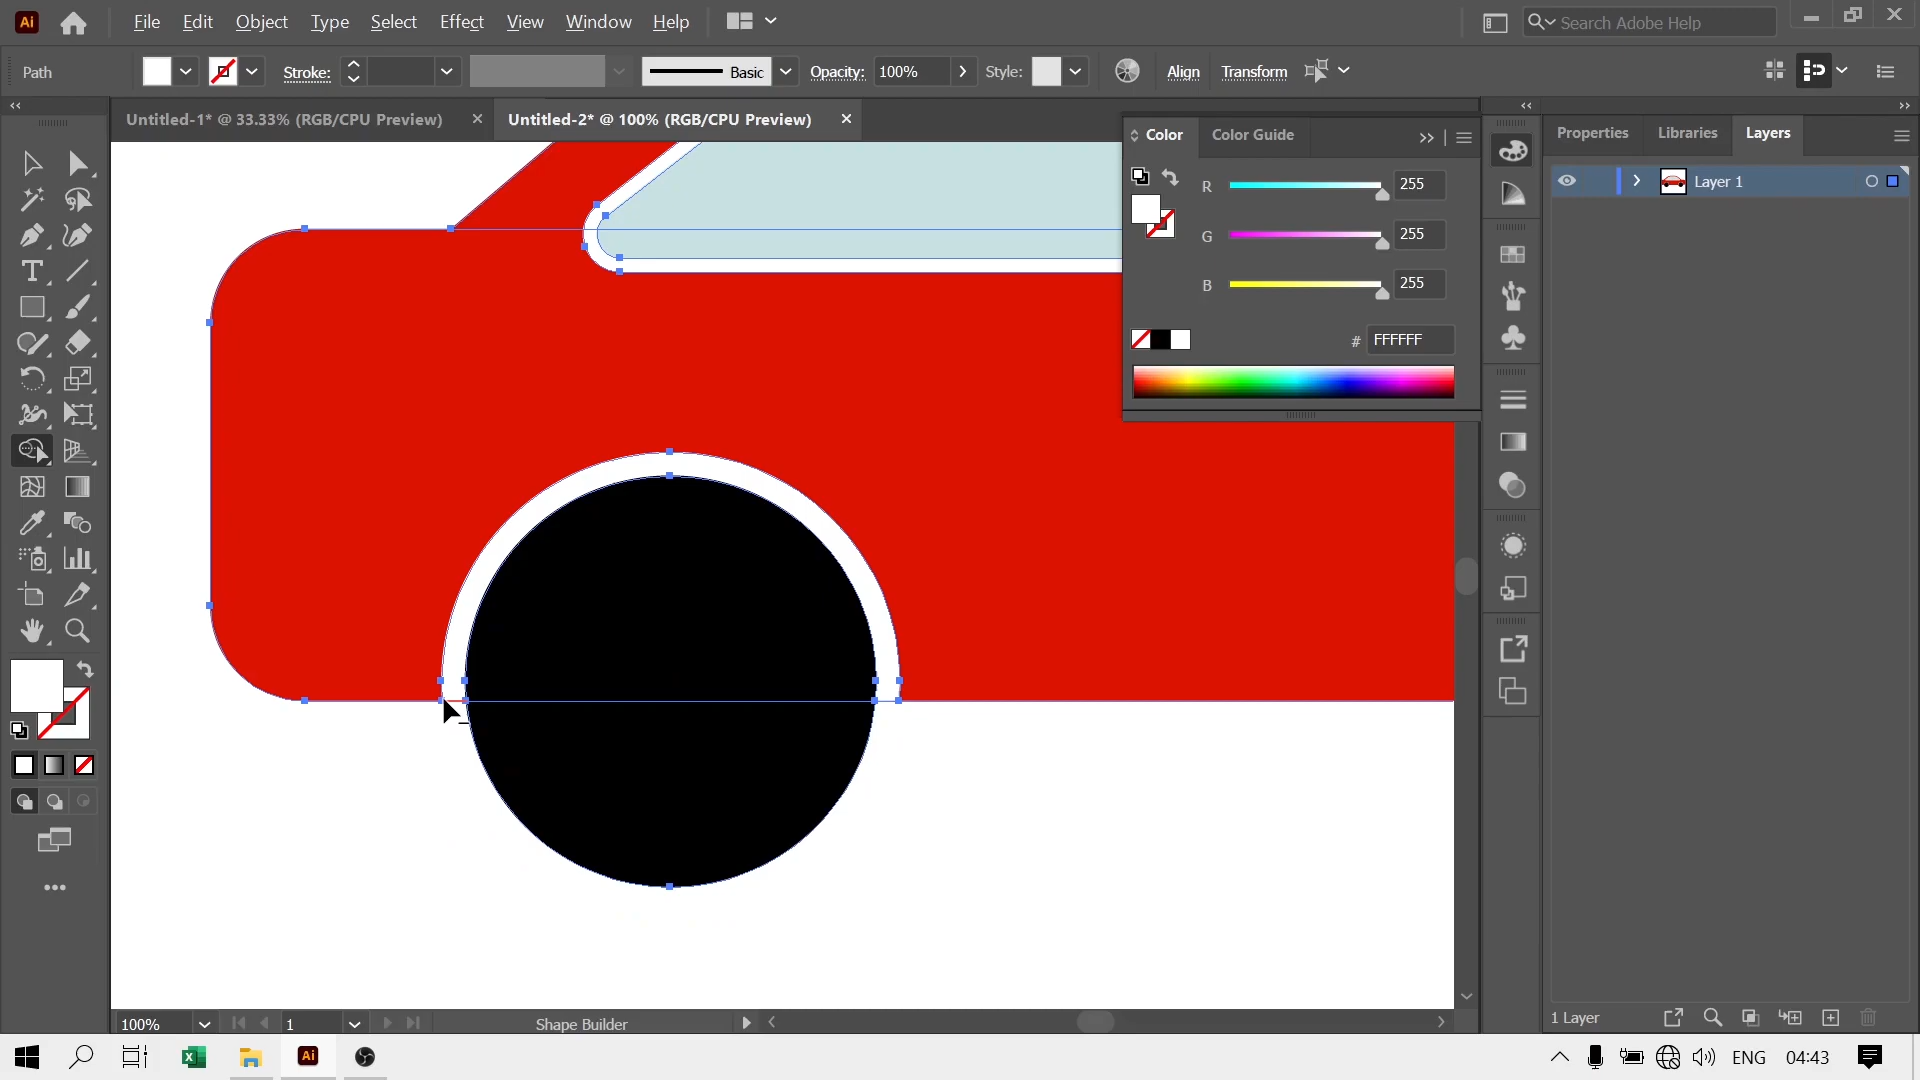 Ai File Edit Object Type Select Effect View Window Help Search Adobe Help
Path Stroke: Basic Opacity: 100% Style: Align Transform
Untitled-1* @ 33.33% (RGB/CPU Preview) Untitled-2* @ 100% (RGB/CPU Preview)
Color Color Guide
R 255
G 255
B 255
# FFFFFF
Properties Libraries Layers
Layer 1
T
100% 1 Shape Builder
1 Layer
Ai ENG 04:43